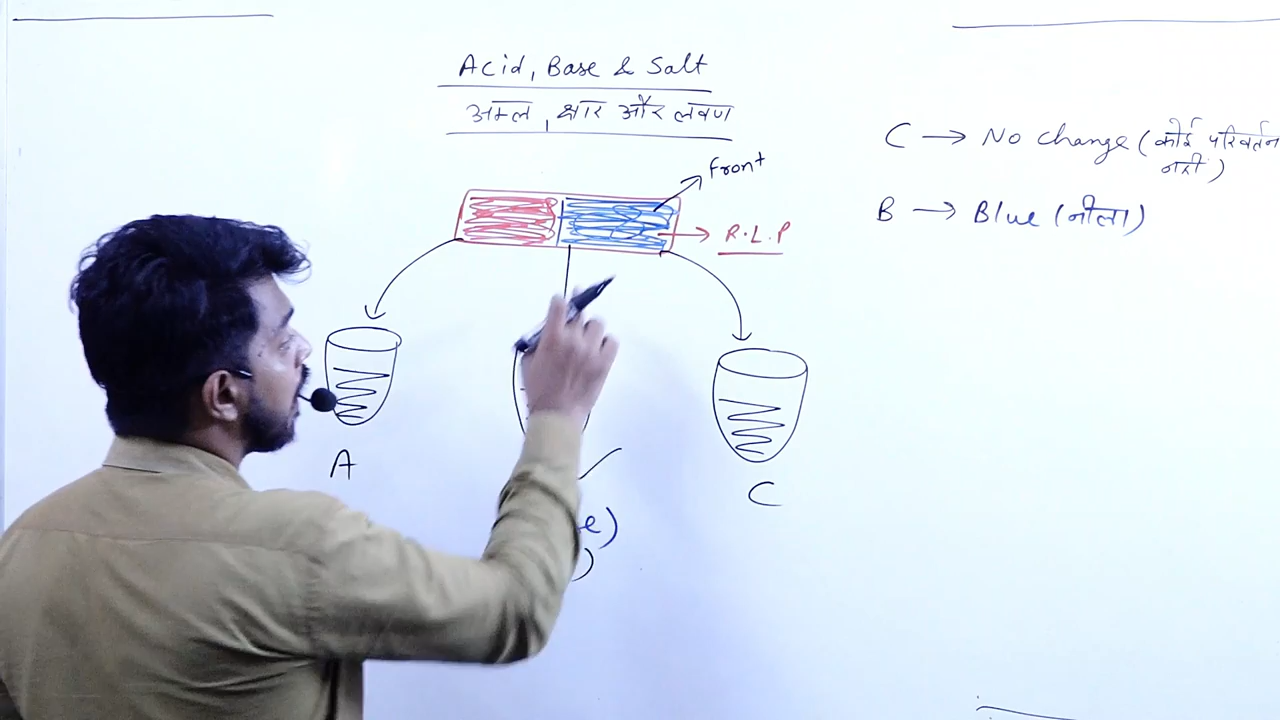 Acid, Base & Salt
अम्ल, क्षार और लवण
Front
R.L.P
A
C
e)
)
C → No change (कोई परिवर्तन
नही)
B → Blue (नीला)